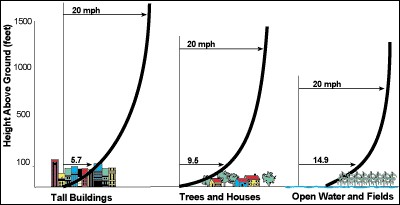 Height Above Ground (feet)
1500
1000
500
100
20 mph
5.7
Tall Buildings
20 mph
9.5
Trees and Houses
20 mph
14.9
Open Water and Fields